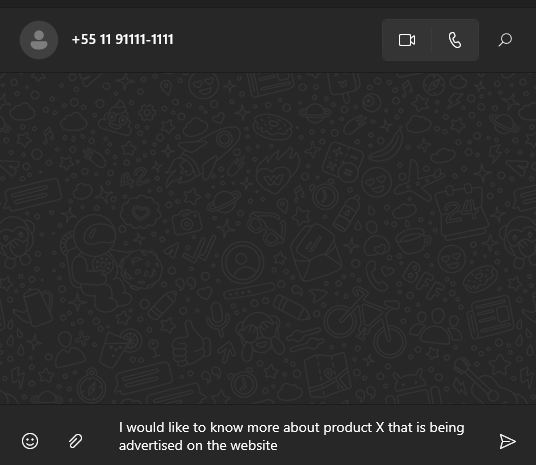 +55 11 91111-1111
I would like to know more about product X that is being
advertised on the website